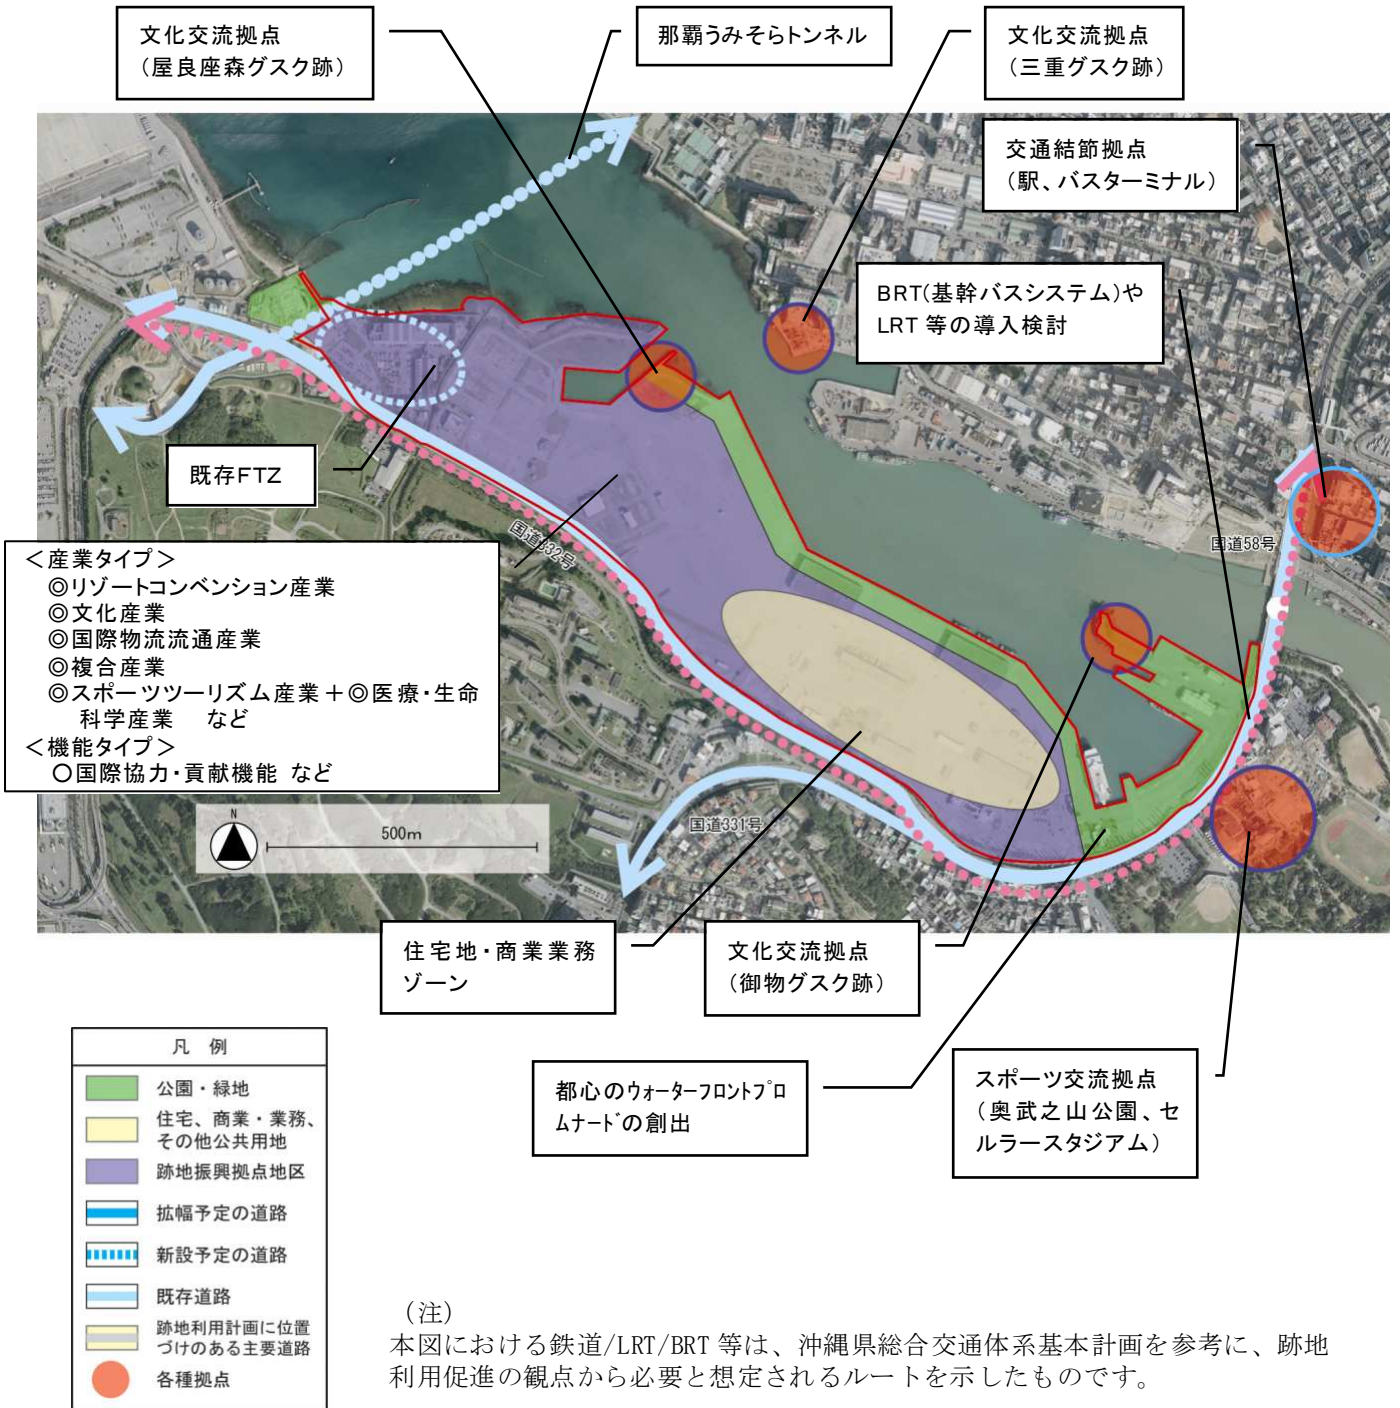 文化交流拠点
（屋良座森グスク跡）
那覇うみそらトンネル
文化交流拠点
（三重グスク跡）
交通結節拠点
（駅、バスターミナル）
BRT(基幹バスシステム)や
LRT 等の導入検討
既存FTZ
国道332号
国道58号
＜産業タイプ＞
◎リゾートコンベンション産業
◎文化産業
◎国際物流流通産業
◎複合産業
◎スポーツツーリズム産業＋◎医療・生命
科学産業　など
＜機能タイプ＞
○国際協力・貢献機能 など
N
500m
国道331号
住宅地・商業業務
ゾーン
文化交流拠点
（御物グスク跡）
都心のウォーターフロントプロ
ムナードの創出
スポーツ交流拠点
（奥武之山公園、セ
ルラースタジアム）
凡 例
公園・緑地
住宅、商業・業務、
その他公共用地
跡地振興拠点地区
拡幅予定の道路
新設予定の道路
既存道路
跡地利用計画に位置
づけのある主要道路
各種拠点
（注）
本図における鉄道/LRT/BRT 等は、沖縄県総合交通体系基本計画を参考に、跡地
利用促進の観点から必要と想定されるルートを示したものです。